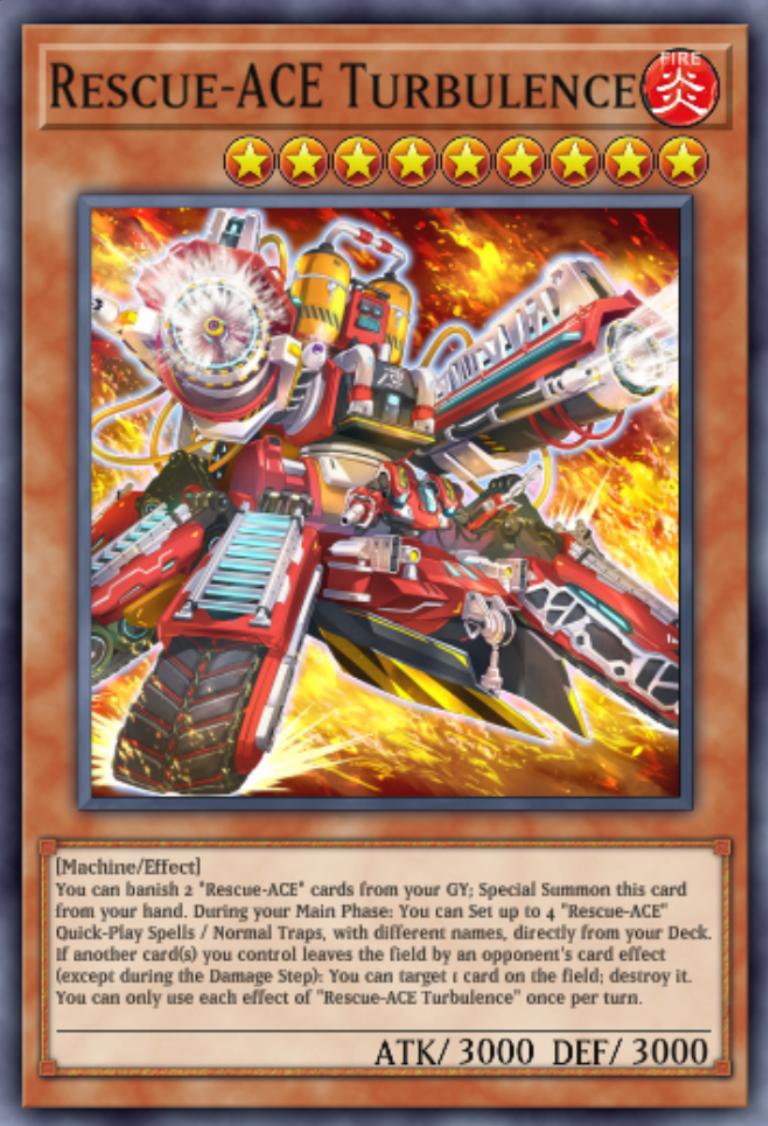 RESCUE-ACE TURBULENCE
FIRE
炎
[Machine/Effect]
You can banish 2 "Rescue-ACE" cards from your GY; Special Summon this card
from your hand. During your Main Phase: You can Set up to 4 "Rescue-ACE"
Quick-Play Spells / Normal Traps, with different names, directly from your Deck.
If another card(s) you control leaves the field by an opponent's card effect
(except during the Damage Step): You can target 1 card on the field; destroy it.
You can only use each effect of "Rescue-ACE Turbulence" once per turn.
ATK/ 3000 DEF/ 3000